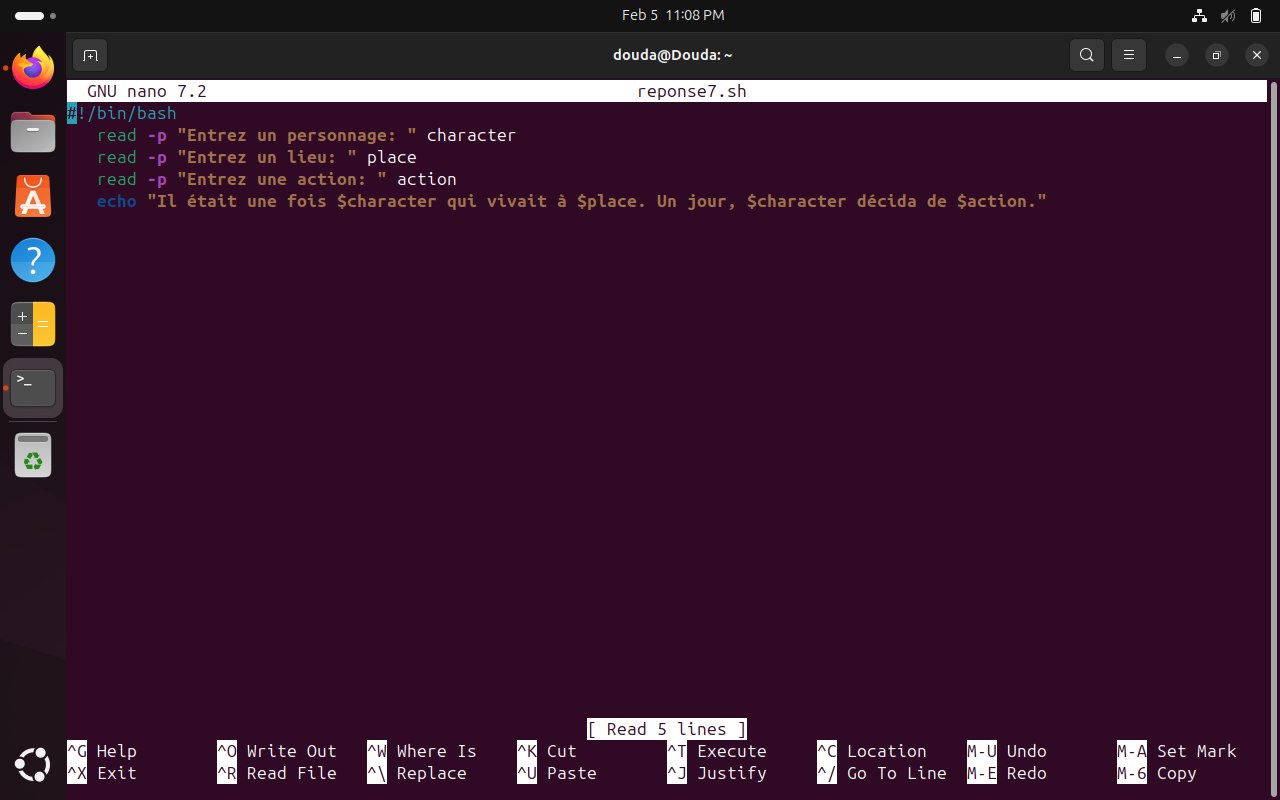 Feb 5 11:08 PM
douda@Douda: ~
GNU nano 7.2 reponse7.sh
#!/bin/bash
read -p "Entrez un personnage: " character
read -p "Entrez un lieu: " place
read -p "Entrez une action: " action
echo "Il était une fois $character qui vivait à $place. Un jour, $character décida de $action."
[ Read 5 lines ]
^G Help ^O Write Out ^W Where Is ^K Cut ^T Execute ^C Location M-U Undo M-A Set Mark
^X Exit ^R Read File ^\ Replace ^U Paste ^J Justify ^/ Go To Line M-E Redo M-6 Copy